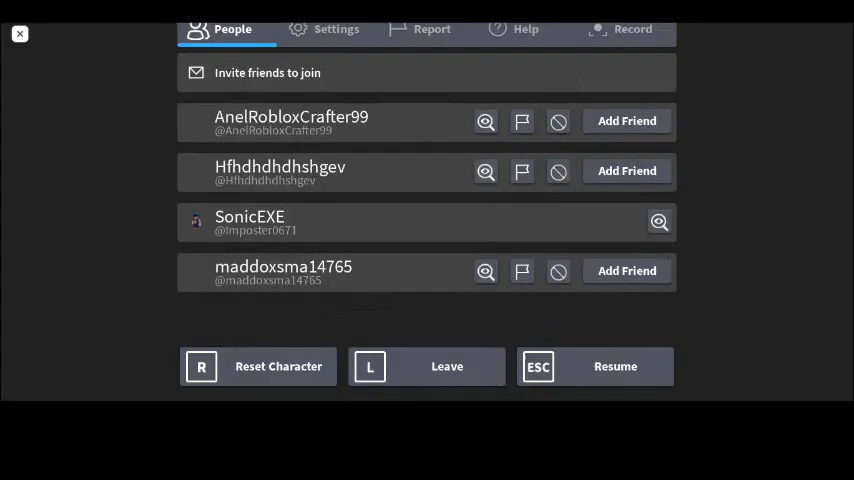 People Settings Report Help Record
Invite friends to join
AnelRobloxCrafter99
@AnelRobloxCrafter99
Add Friend
Hfhdhdhdhshgev
@Hfhdhdhdhshgev
Add Friend
SonicEXE
@Imposter0671
maddoxsma14765
@maddoxsma14765
Add Friend
R Reset Character L Leave ESC Resume